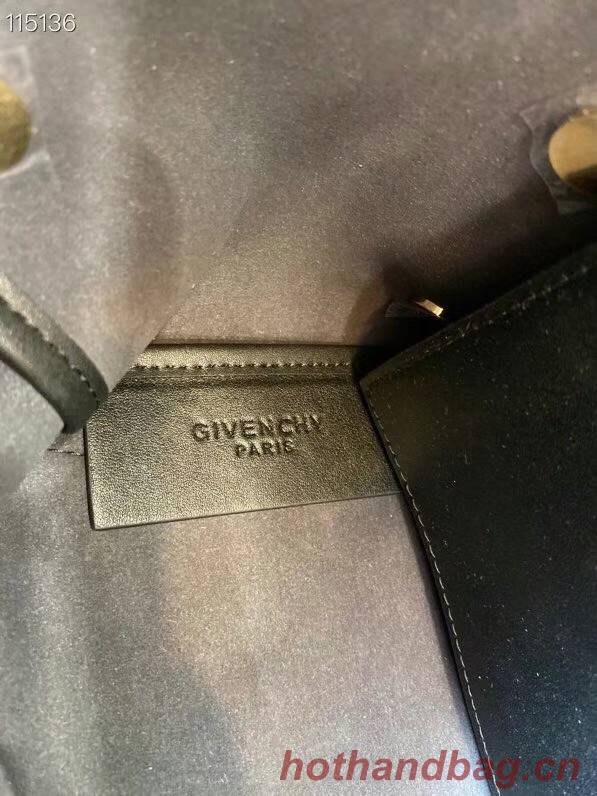 115136
GIVENCHY
PARIS
hothandbag.cn